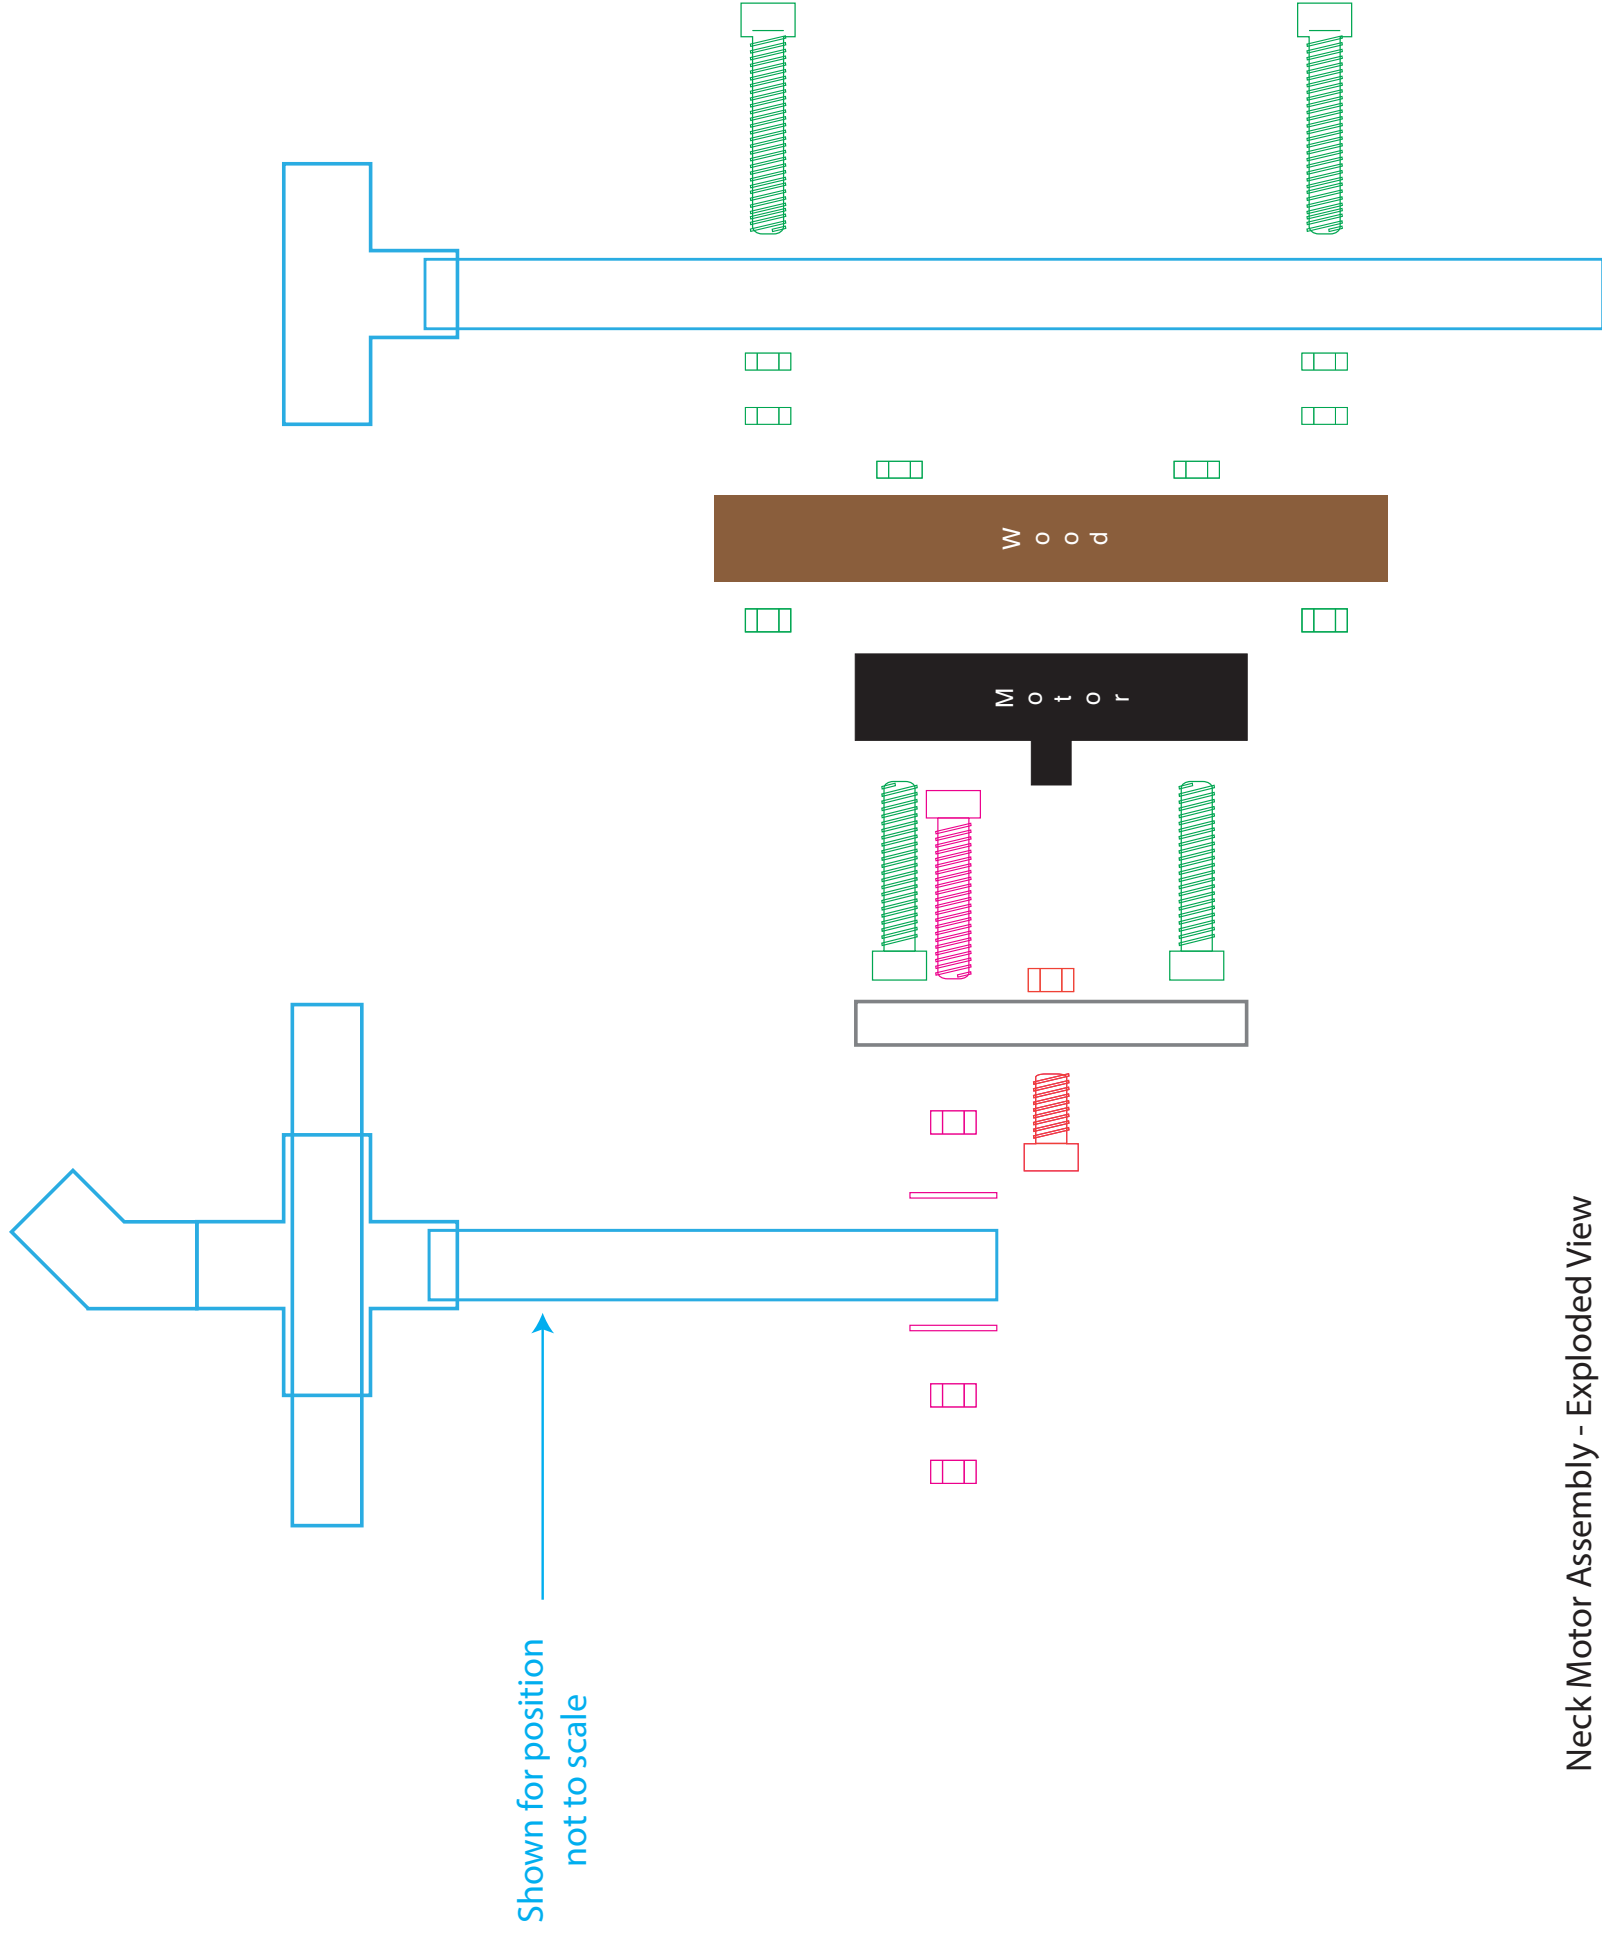 Wood
Motor
Shown for position
not to scale
Neck Motor Assembly - Exploded View